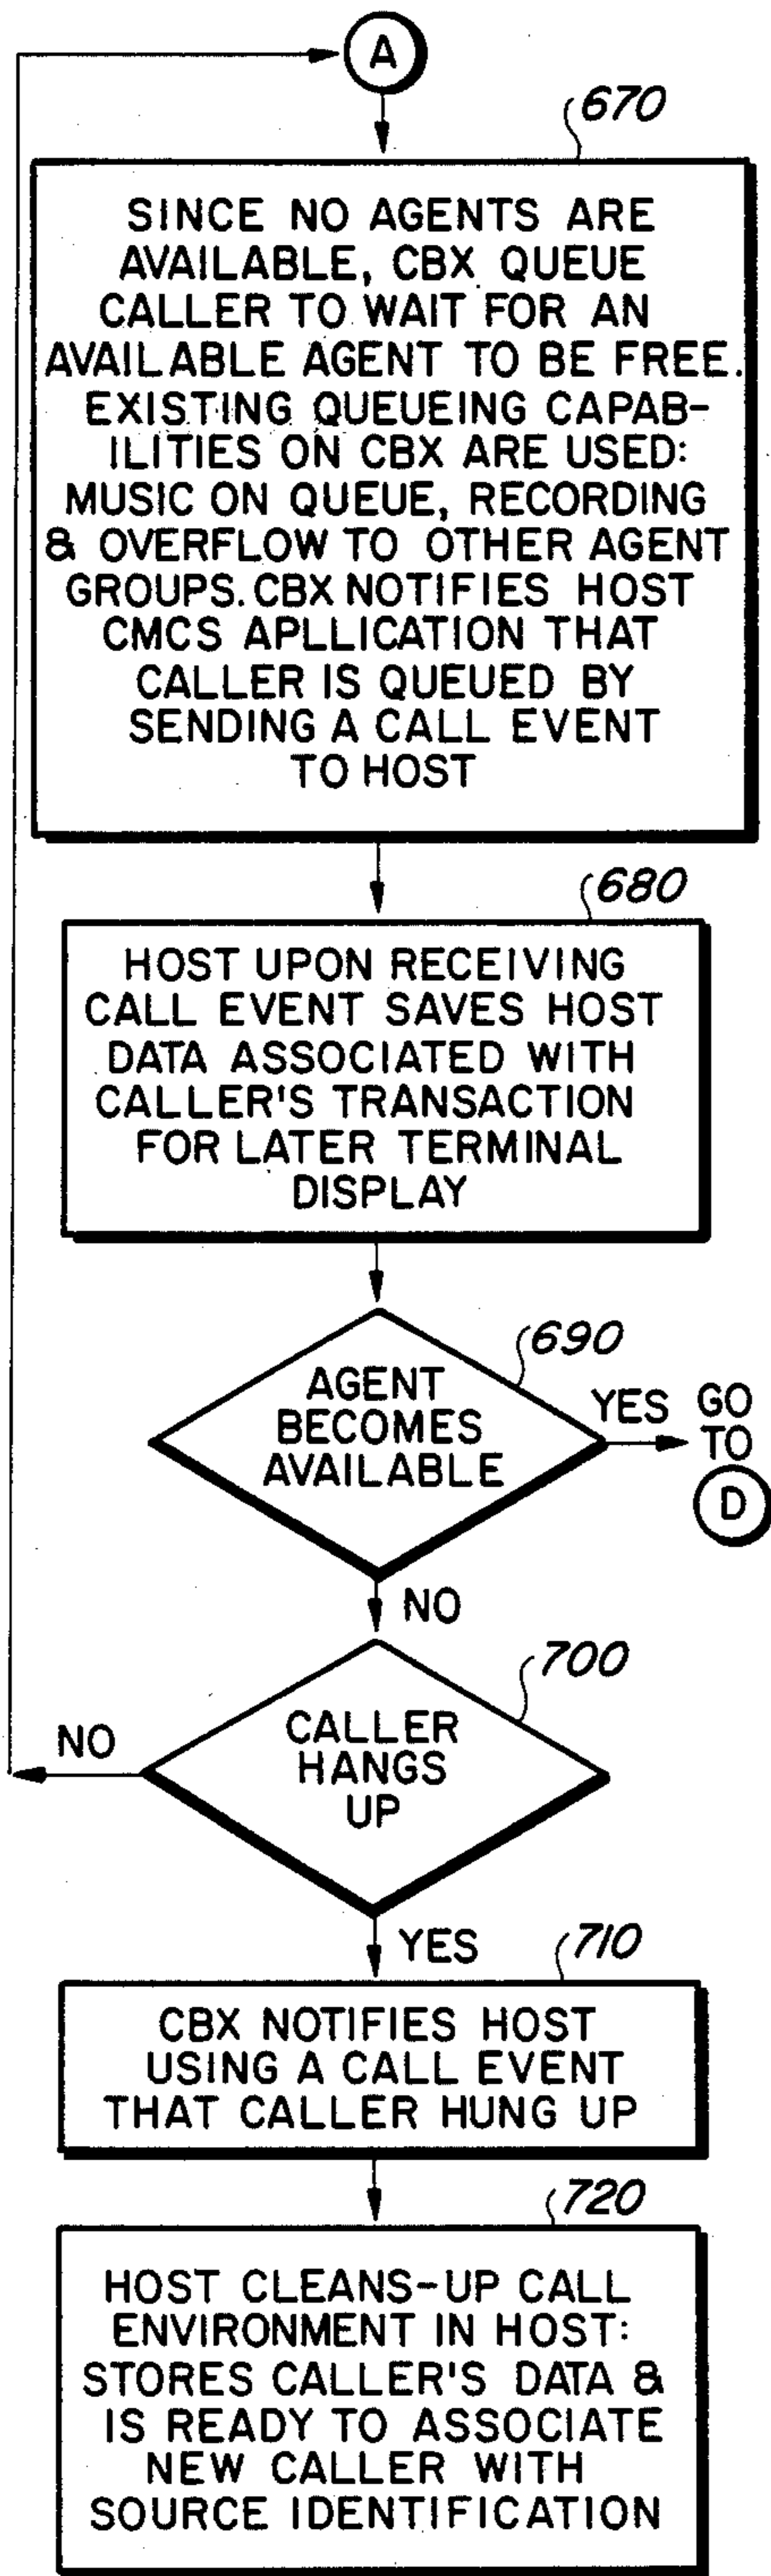 A
670
SINCE NO AGENTS ARE
AVAILABLE, CBX QUEUE
CALLER TO WAIT FOR AN
AVAILABLE AGENT TO BE FREE.
EXISTING QUEUEING CAPAB-
ILITIES ON CBX ARE USED:
MUSIC ON QUEUE, RECORDING
& OVERFLOW TO OTHER AGENT
GROUPS. CBX NOTIFIES HOST
CMCS APLLICATION THAT
CALLER IS QUEUED BY
SENDING A CALL EVENT
TO HOST
680
HOST UPON RECEIVING
CALL EVENT SAVES HOST
DATA ASSOCIATED WITH
CALLER'S TRANSACTION
FOR LATER TERMINAL
DISPLAY
690
AGENT
BECOMES
AVAILABLE
YES
GO
TO
D
NO
700
CALLER
HANGS
UP
NO
YES
710
CBX NOTIFIES HOST
USING A CALL EVENT
THAT CALLER HUNG UP
720
HOST CLEANS-UP CALL
ENVIRONMENT IN HOST:
STORES CALLER'S DATA &
IS READY TO ASSOCIATE
NEW CALLER WITH
SOURCE IDENTIFICATION